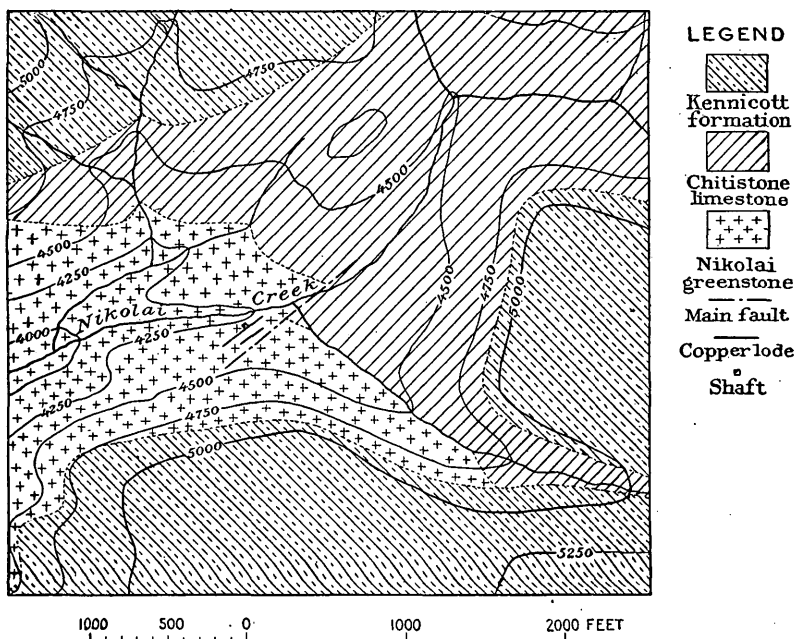 5000
4750
4750
4500
4500
4250
4000
Nikolai Creek
4250
4250
4500
4750
5000
4500
4750
5000
5250
LEGEND
Kennicott
formation
Chitistone
limestone
Nikolai
greenstone
Main fault
Copper lode
Shaft
1000 500 0 1000 2000 FEET